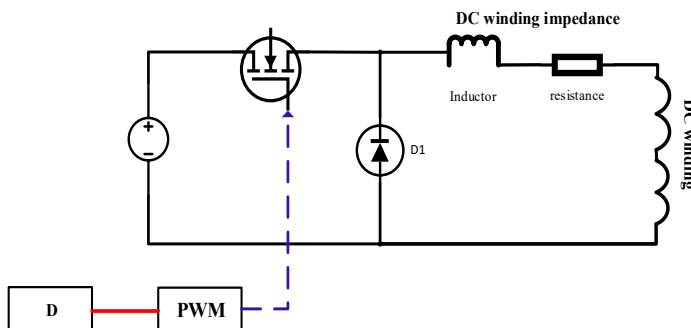 DC winding impedance
Inductor
resistance
DC winding
D1
D
PWM